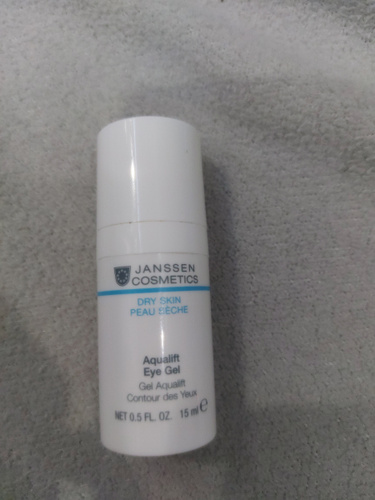 JANSSEN
COSMETICS
DRY SKIN
PEAU SÈCHE
Aqualift
Eye Gel
Gel Aqualift
Contour des Yeux
NET 0.5 FL. OZ. 15 ml ℮